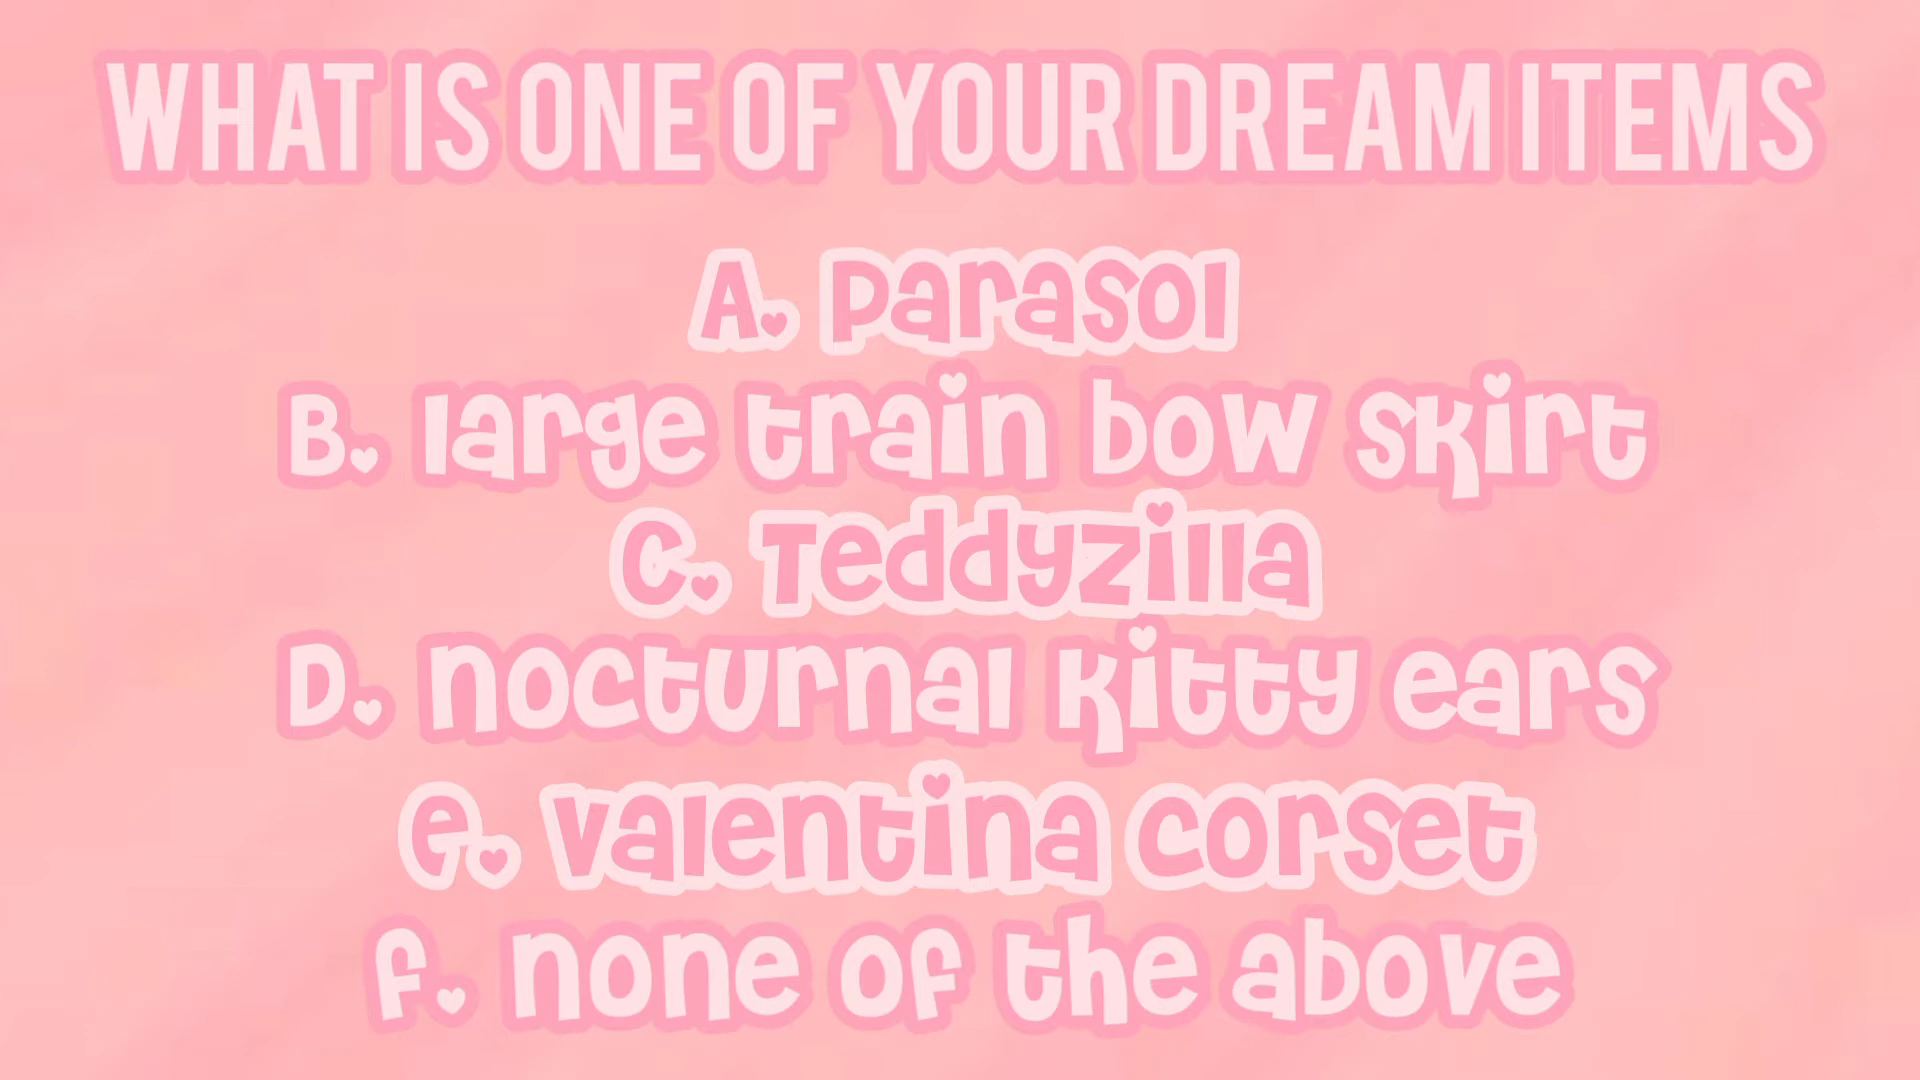 WHAT IS ONE OF YOUR DREAM ITEMS
A. Parasol
B. large train bow skirt
C. Teddyzilla
D. nocturnal kitty ears
e. valentina corset
f. none of the above